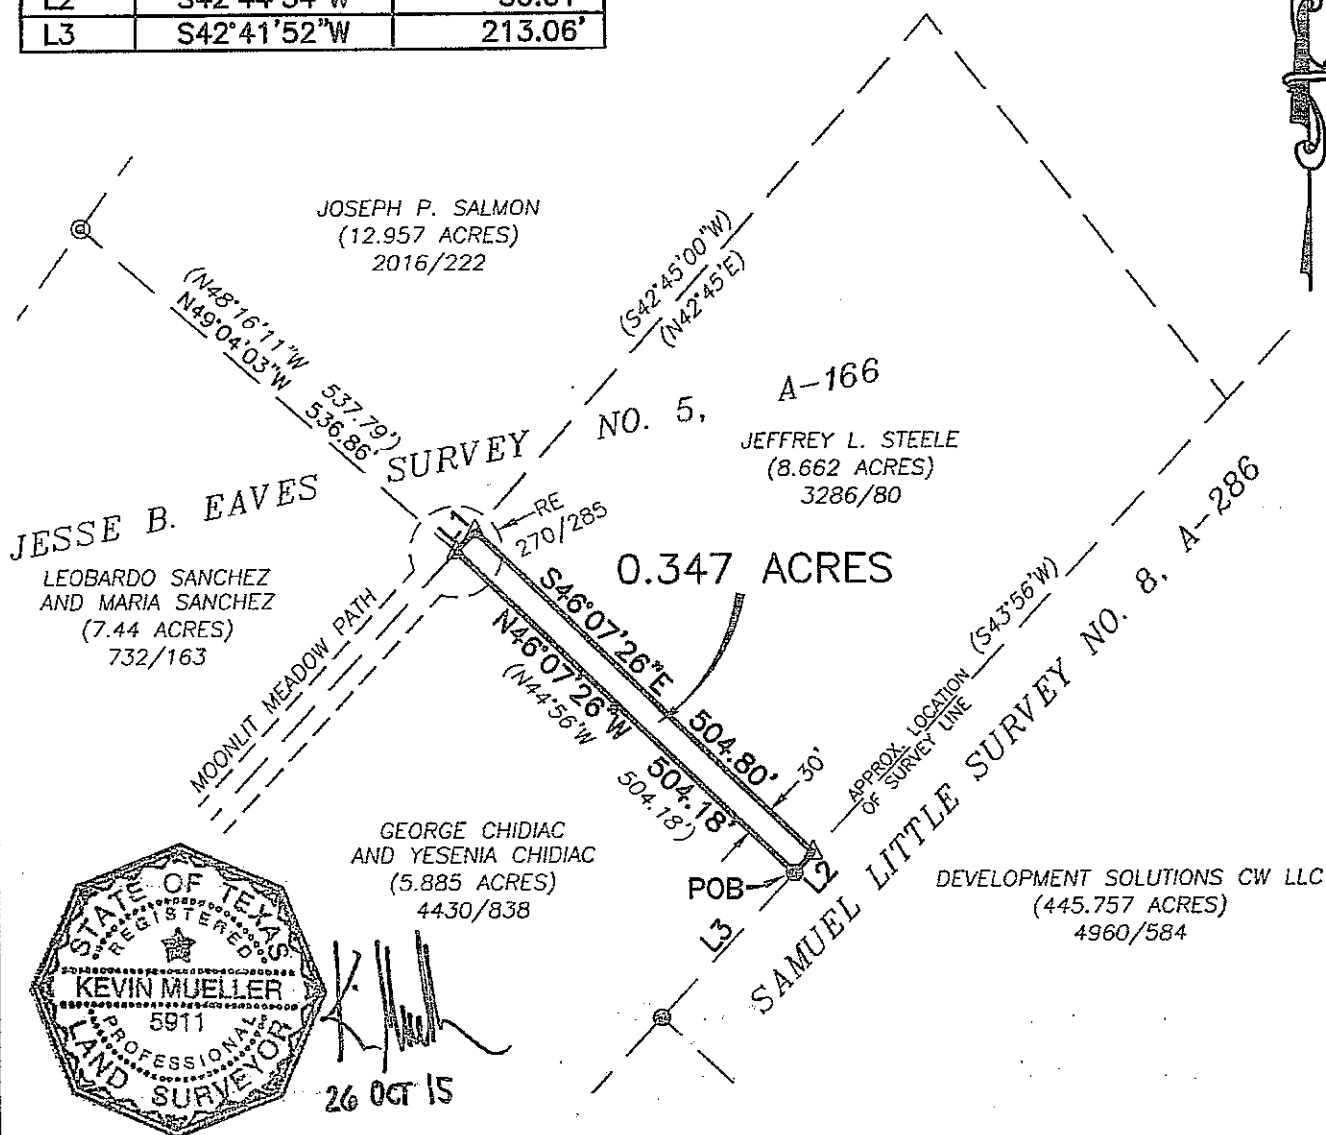 L3 S42°41'52"W 213.06'
JOSEPH P. SALMON
(12.957 ACRES)
2016/222
(N48°16'11"W 537.79')
N49°04'03"W 536.86'
(S42°45'00"W)
(N42°45'E)
JESSE B. EAVES SURVEY NO. 5, A-166
JEFFREY L. STEELE
(8.662 ACRES)
3286/80
L1
RE
270/285
LEOBARDO SANCHEZ
AND MARIA SANCHEZ
(7.44 ACRES)
732/163
0.347 ACRES
S46°07'26"E 504.80'
N46°07'26"W 504.18'
(N44°56'W 504.18')
30'
MOONLIT MEADOW PATH
APPROX. LOCATION (S43°56'W)
OF SURVEY LINE
SAMUEL LITTLE SURVEY NO. 8, A-286
GEORGE CHIDIAC
AND YESENIA CHIDIAC
(5.885 ACRES)
4430/838
POB
L2
L3
DEVELOPMENT SOLUTIONS CW LLC
(445.757 ACRES)
4960/584
STATE OF TEXAS
REGISTERED
KEVIN MUELLER
5911
PROFESSIONAL
LAND SURVEYOR
26 OCT 15